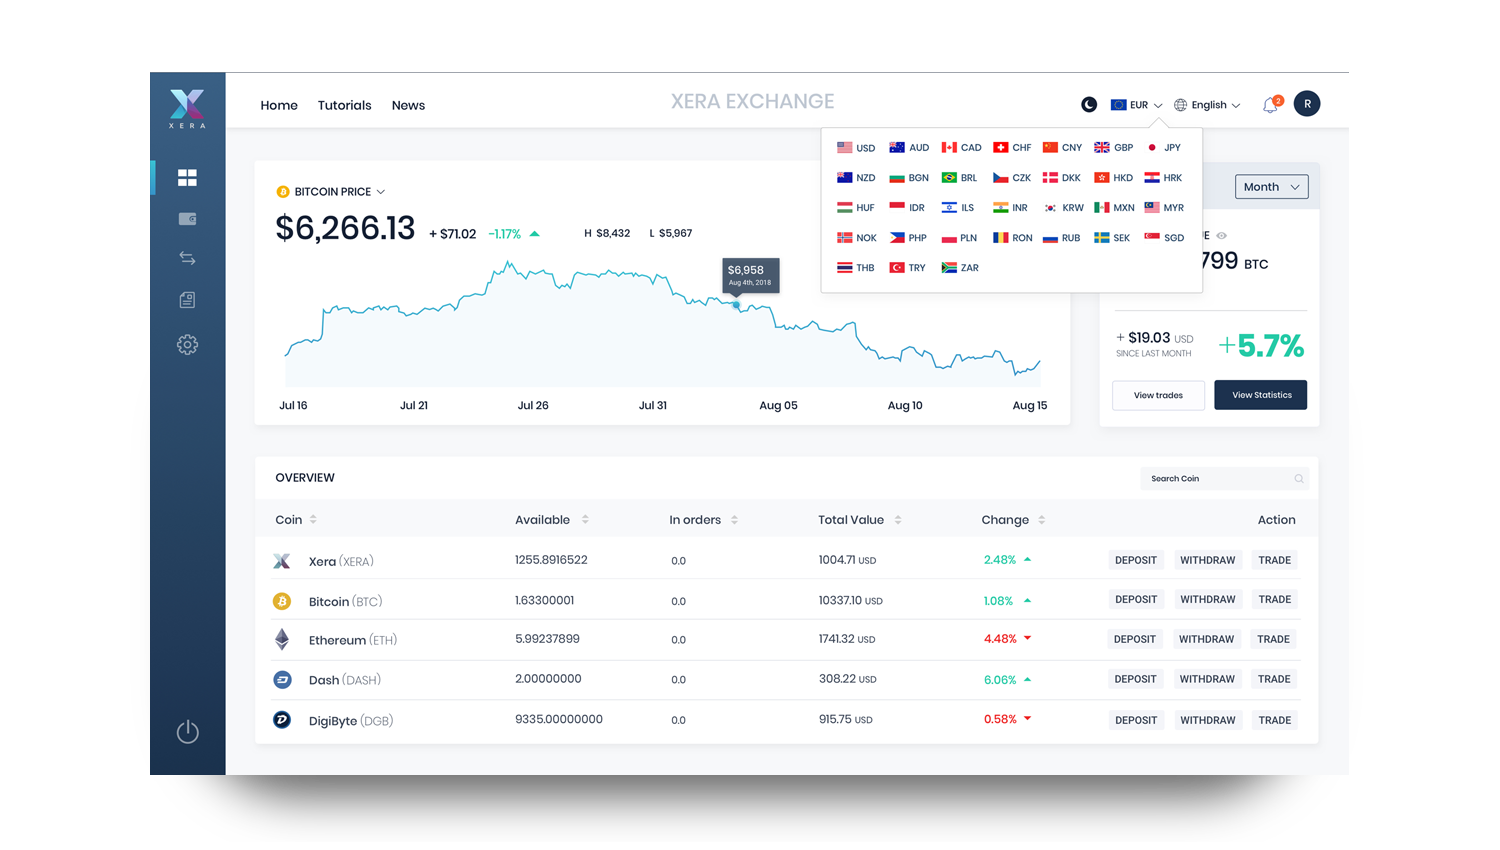 XERA
Home Tutorials News
XERA EXCHANGE
EUR English 2 R
USD AUD CAD CHF CNY GBP JPY
NZD BGN BRL CZK DKK HKD HRK
HUF IDR ILS INR KRW MXN MYR
NOK PHP PLN RON RUB SEK SGD
THB TRY ZAR
BITCOIN PRICE
$6,266.13 + $71.02 -1.17% H $8,432 L $5,967
$6,958
Aug 4th, 2018
Jul 16 Jul 21 Jul 26 Jul 31 Aug 05 Aug 10 Aug 15
Month
799 BTC
+ $19.03 USD
SINCE LAST MONTH
+5.7%
View trades View Statistics
OVERVIEW
Search Coin
Coin Available In orders Total Value Change Action
Xera (XERA) 1255.8916522 0.0 1004.71 USD 2.48% DEPOSIT WITHDRAW TRADE
Bitcoin (BTC) 1.63300001 0.0 10337.10 USD 1.08% DEPOSIT WITHDRAW TRADE
Ethereum (ETH) 5.99237899 0.0 1741.32 USD 4.48% DEPOSIT WITHDRAW TRADE
Dash (DASH) 2.00000000 0.0 308.22 USD 6.06% DEPOSIT WITHDRAW TRADE
DigiByte (DGB) 9335.00000000 0.0 915.75 USD 0.58% DEPOSIT WITHDRAW TRADE